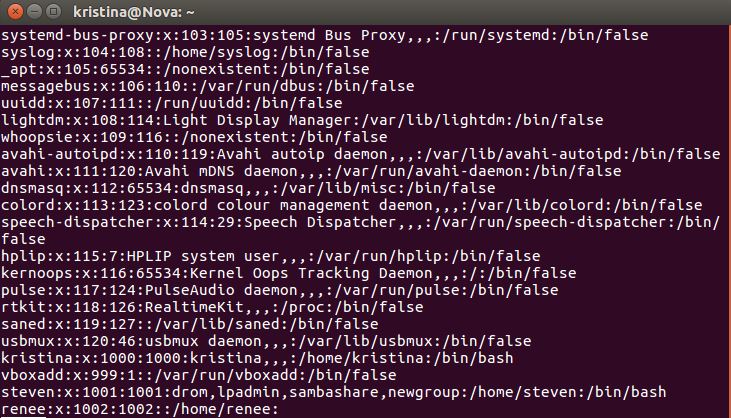 kristina@Nova: ~
systemd-bus-proxy:x:103:105:systemd Bus Proxy,,,:/run/systemd:/bin/false
syslog:x:104:108::/home/syslog:/bin/false
_apt:x:105:65534::/nonexistent:/bin/false
messagebus:x:106:110::/var/run/dbus:/bin/false
uuidd:x:107:111::/run/uuidd:/bin/false
lightdm:x:108:114:Light Display Manager:/var/lib/lightdm:/bin/false
whoopsie:x:109:116::/nonexistent:/bin/false
avahi-autoipd:x:110:119:Avahi autoip daemon,,,:/var/lib/avahi-autoipd:/bin/false
avahi:x:111:120:Avahi mDNS daemon,,,:/var/run/avahi-daemon:/bin/false
dnsmasq:x:112:65534:dnsmasq,,,:/var/lib/misc:/bin/false
colord:x:113:123:colord colour management daemon,,,:/var/lib/colord:/bin/false
speech-dispatcher:x:114:29:Speech Dispatcher,,,:/var/run/speech-dispatcher:/bin/
false
hplip:x:115:7:HPLIP system user,,,:/var/run/hplip:/bin/false
kernoops:x:116:65534:Kernel Oops Tracking Daemon,,,:/:/bin/false
pulse:x:117:124:PulseAudio daemon,,,:/var/run/pulse:/bin/false
rtkit:x:118:126:RealtimeKit,,,:/proc:/bin/false
saned:x:119:127::/var/lib/saned:/bin/false
usbmux:x:120:46:usbmux daemon,,,:/var/lib/usbmux:/bin/false
kristina:x:1000:1000:kristina,,,:/home/kristina:/bin/bash
vboxadd:x:999:1::/var/run/vboxadd:/bin/false
steven:x:1001:1001:drom,lpadmin,sambashare,newgroup:/home/steven:/bin/bash
renee:x:1002:1002::/home/renee: